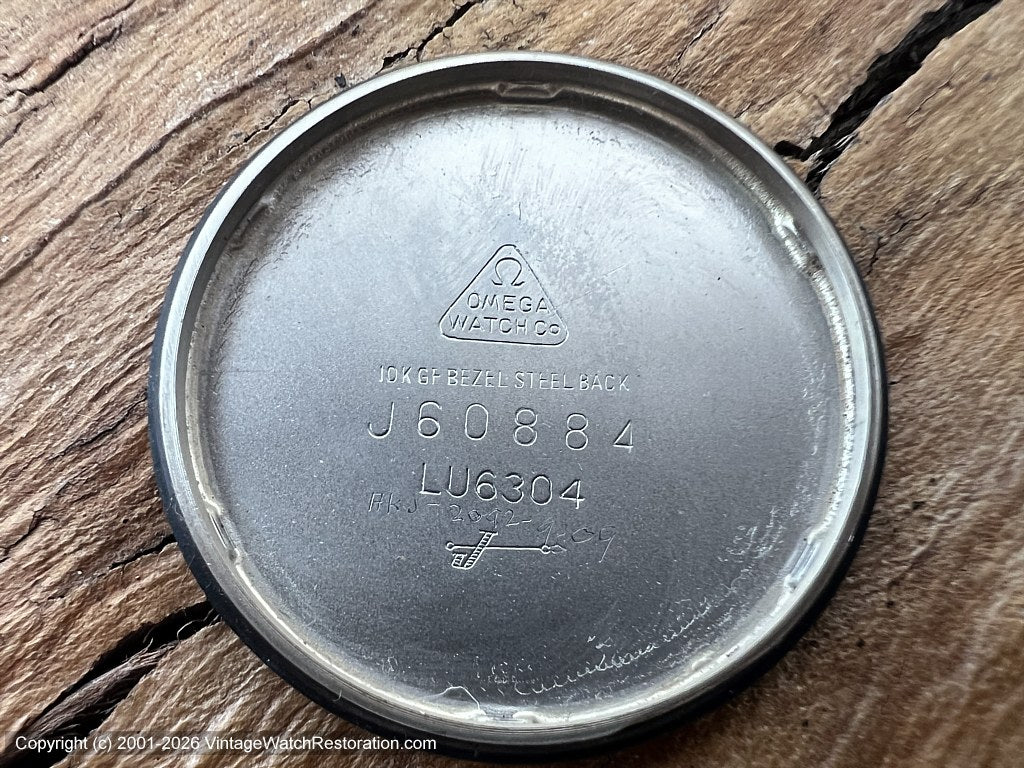 Ω
OMEGA
WATCH Co
10K GF BEZEL STEEL BACK
J60884
LU6304
Copyright (c) 2001-2026 VintageWatchRestoration.com